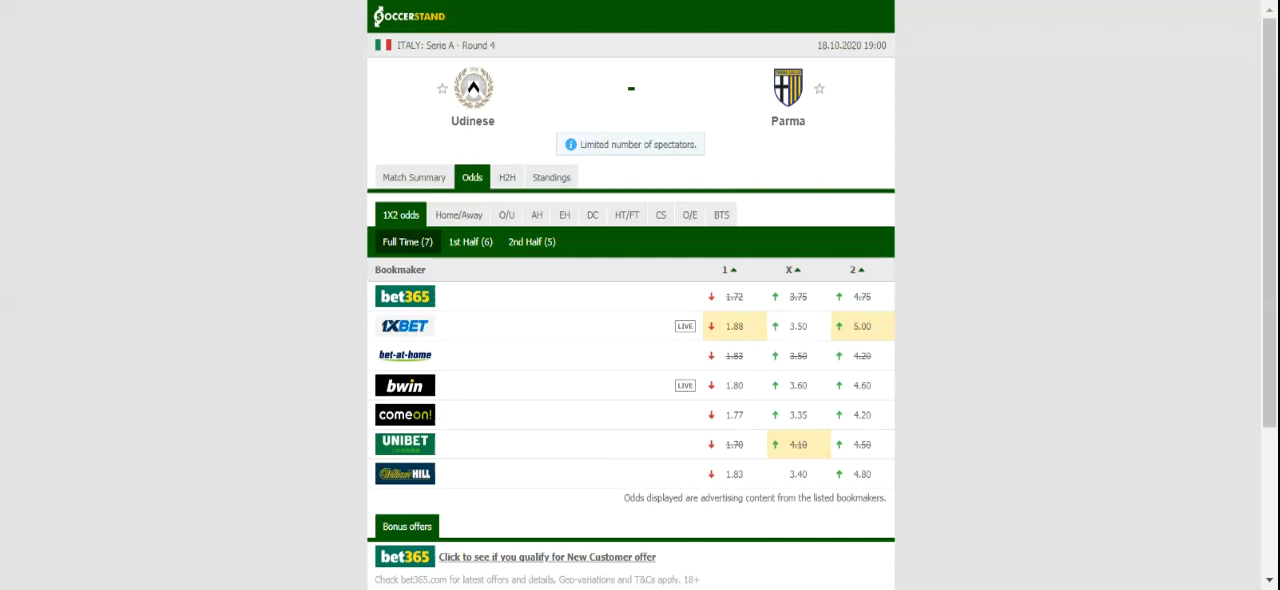 SOCCERSTAND
ITALY: Serie A - Round 4 18.10.2020 19:00
-
Udinese Parma
Limited number of spectators.
Match Summary Odds H2H Standings
1X2 odds Home/Away O/U AH EH DC HT/FT CS O/E BTS
Full Time (7) 1st Half (6) 2nd Half (5)
Bookmaker 1 X 2
bet365 1.72 3.75 4.75
1XBET LIVE 1.88 3.50 5.00
bet-at-home 1.83 3.50 4.20
bwin LIVE 1.80 3.60 4.60
comeon! 1.77 3.35 4.20
UNIBET 1.70 4.10 4.50
William HILL 1.83 3.40 4.80
Odds displayed are advertising content from the listed bookmakers.
Bonus offers
bet365 Click to see if you qualify for New Customer offer
Check bet365.com for latest offers and details. Geo-variations and T&Cs apply. 18+